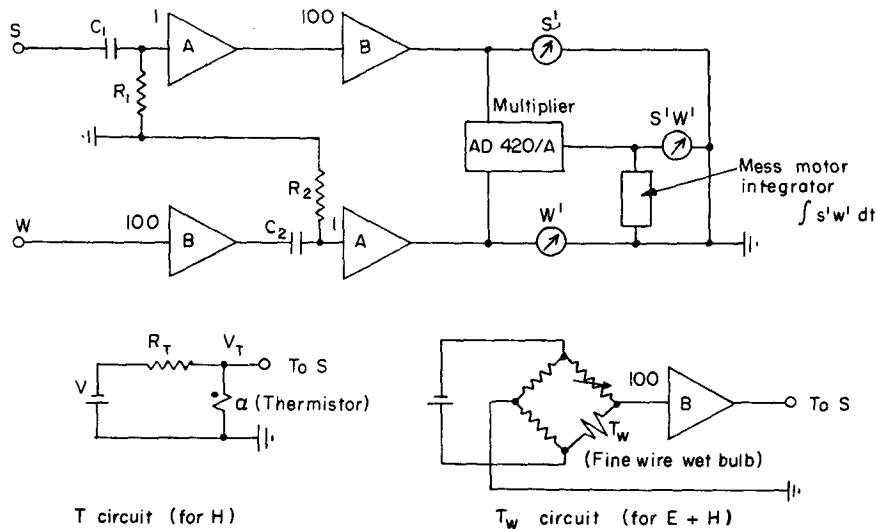 S
C1
1
A
100
B
S'
R1
Multiplier
AD 420/A
S'W'
Mess motor
integrator
∫ s'w' dt
R2
W
100
B
C2
1
A
W'
RT
VT
To S
V
α (Thermistor)
100
B
To S
Tw
(Fine wire wet bulb)
T circuit (for H)
Tw circuit (for E + H)